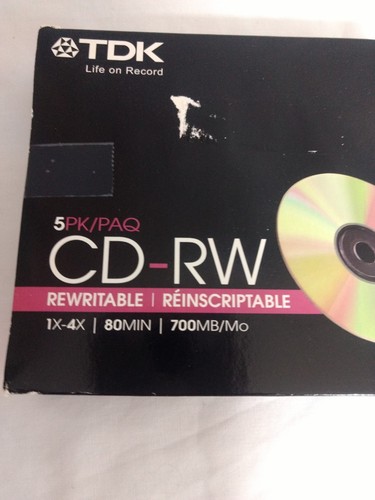 TDK
Life on Record
5PK/PAQ
CD-RW
REWRITABLE | RÉINSCRIPTABLE
1X-4X | 80MIN | 700MB/Mo